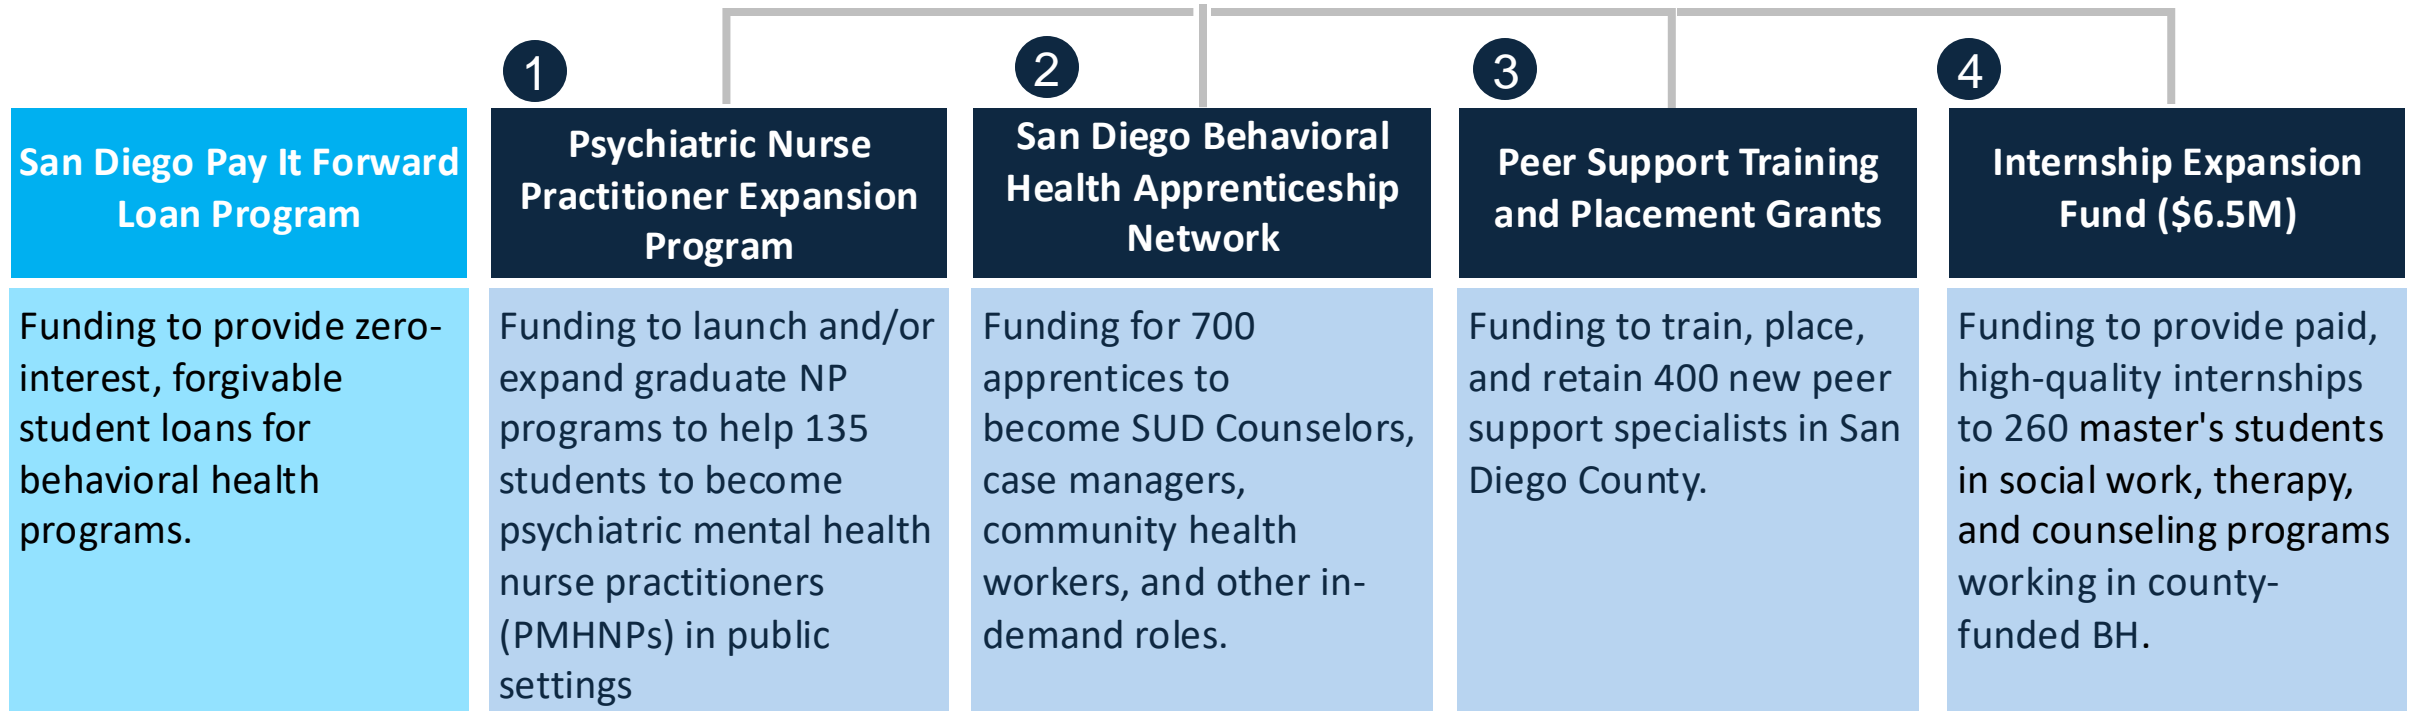 San Diego Pay It Forward
Loan Program
Funding to provide zero-
interest, forgivable
student loans for
behavioral health
programs.
1
Psychiatric Nurse
Practitioner Expansion
Program
Funding to launch and/or
expand graduate NP
programs to help 135
students to become
psychiatric mental health
nurse practitioners
(PMHNPs) in public
settings
2
San Diego Behavioral
Health Apprenticeship
Network
Funding for 700
apprentices to
become SUD Counselors,
case managers,
community health
workers, and other in-
demand roles.
3
Peer Support Training
and Placement Grants
Funding to train, place,
and retain 400 new peer
support specialists in San
Diego County.
4
Internship Expansion
Fund ($6.5M)
Funding to provide paid,
high-quality internships
to 260 master's students
in social work, therapy,
and counseling programs
working in county-
funded BH.